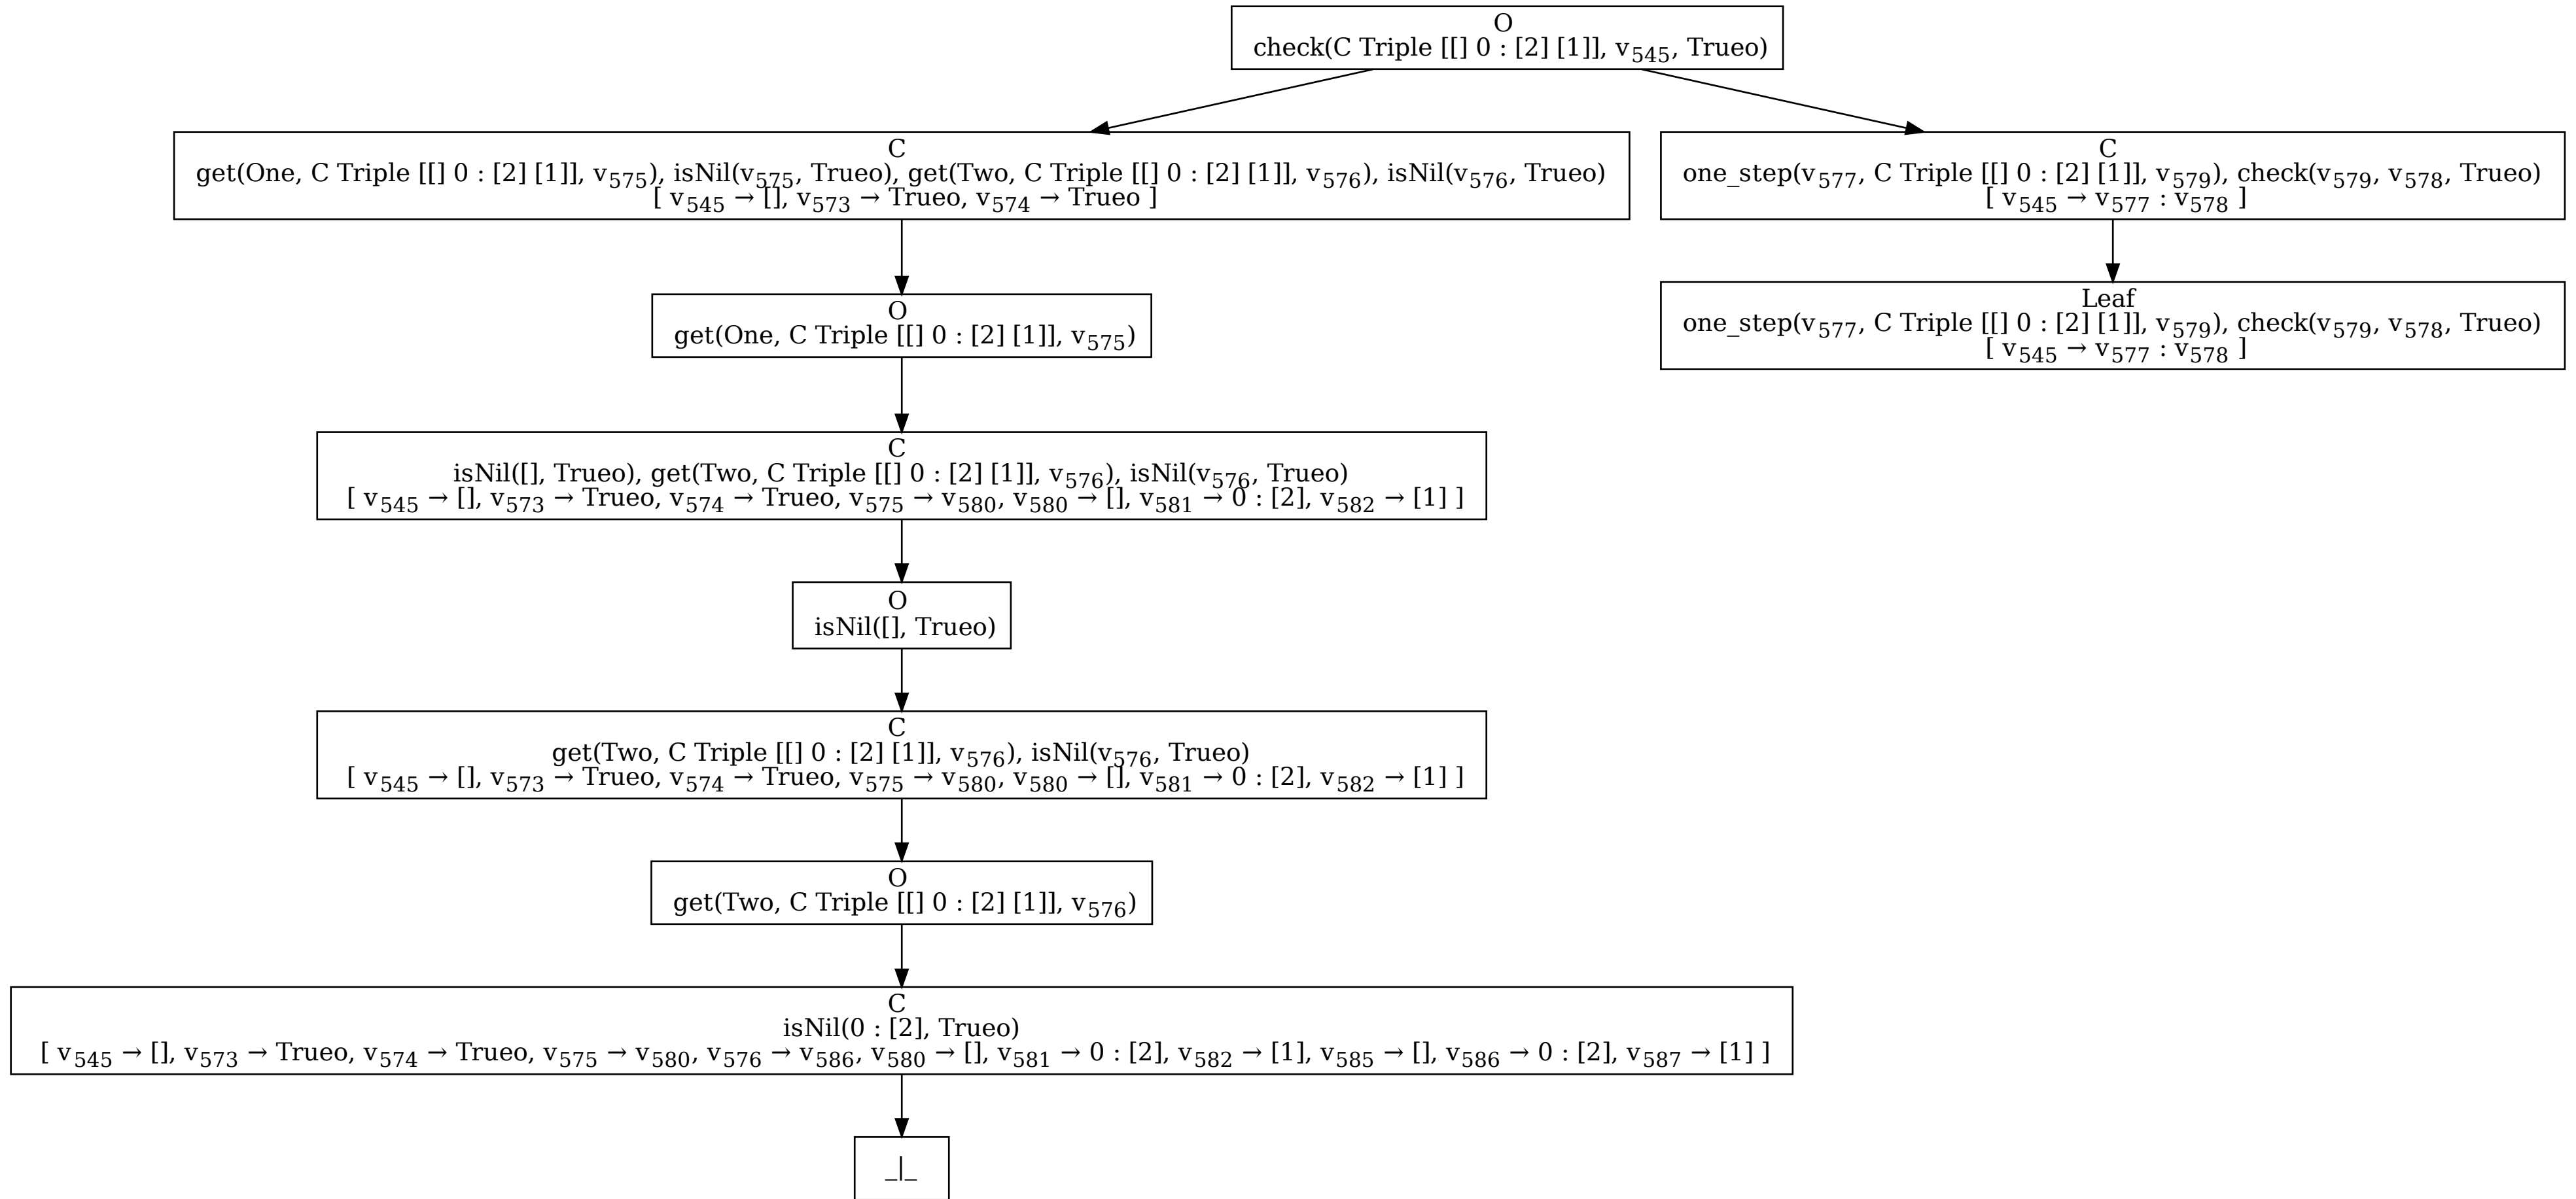 O
check(C Triple [[] 0 : [2] [1]], v545, Trueo)
C
get(One, C Triple [[] 0 : [2] [1]], v575), isNil(v575, Trueo), get(Two, C Triple [[] 0 : [2] [1]], v576), isNil(v576, Trueo)
[ v545 → [], v573 → Trueo, v574 → Trueo ]
C
one_step(v577, C Triple [[] 0 : [2] [1]], v579), check(v579, v578, Trueo)
[ v545 → v577 : v578 ]
O
get(One, C Triple [[] 0 : [2] [1]], v575)
Leaf
one_step(v577, C Triple [[] 0 : [2] [1]], v579), check(v579, v578, Trueo)
[ v545 → v577 : v578 ]
C
isNil([], Trueo), get(Two, C Triple [[] 0 : [2] [1]], v576), isNil(v576, Trueo)
[ v545 → [], v573 → Trueo, v574 → Trueo, v575 → v580, v580 → [], v581 → 0 : [2], v582 → [1] ]
O
isNil([], Trueo)
C
get(Two, C Triple [[] 0 : [2] [1]], v576), isNil(v576, Trueo)
[ v545 → [], v573 → Trueo, v574 → Trueo, v575 → v580, v580 → [], v581 → 0 : [2], v582 → [1] ]
O
get(Two, C Triple [[] 0 : [2] [1]], v576)
C
isNil(0 : [2], Trueo)
[ v545 → [], v573 → Trueo, v574 → Trueo, v575 → v580, v576 → v586, v580 → [], v581 → 0 : [2], v582 → [1], v585 → [], v586 → 0 : [2], v587 → [1] ]
_|_